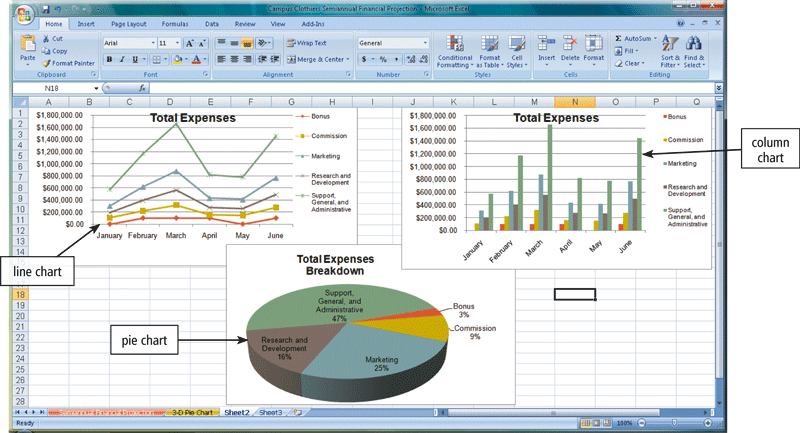 Campus Clothiers Semiannual Financial Projection - Microsoft Excel
Home Insert Page Layout Formulas Data Review View Add-Ins
Paste
Cut
Copy
Format Painter
Clipboard
Arial 11
B I U
Font
Wrap Text
Merge & Center
Alignment
General
$ % ,
Number
Conditional Formatting
Format as Table
Cell Styles
Styles
Insert Delete Format
Cells
AutoSum
Fill
Clear
Sort & Filter
Find & Select
Editing
N18
A B C D E F G H I J K L M N O P Q
1
2
3
4
5
6
7
8
9
10
11
12
13
14
15
16
17
18
19
20
21
22
23
24
25
26
27
28
Total Expenses
$1,800,000.00
$1,600,000.00
$1,400,000.00
$1,200,000.00
$1,000,000.00
$800,000.00
$600,000.00
$400,000.00
$200,000.00
$0.00
January February March April May June
Bonus
Commission
Marketing
Research and
Development
Support,
General, and
Administrative
line chart
Total Expenses
$1,800,000.00
$1,600,000.00
$1,400,000.00
$1,200,000.00
$1,000,000.00
$800,000.00
$600,000.00
$400,000.00
$200,000.00
$0.00
January February March April May June
Bonus
Commission
Marketing
Research and
Development
Support,
General, and
Administrative
column
chart
Total Expenses
Breakdown
Support,
General, and
Administrative
47%
Bonus
3%
Commission
9%
Research and
Development
16%
Marketing
25%
pie chart
3-D Pie Chart Sheet2 Sheet3
Ready
100%